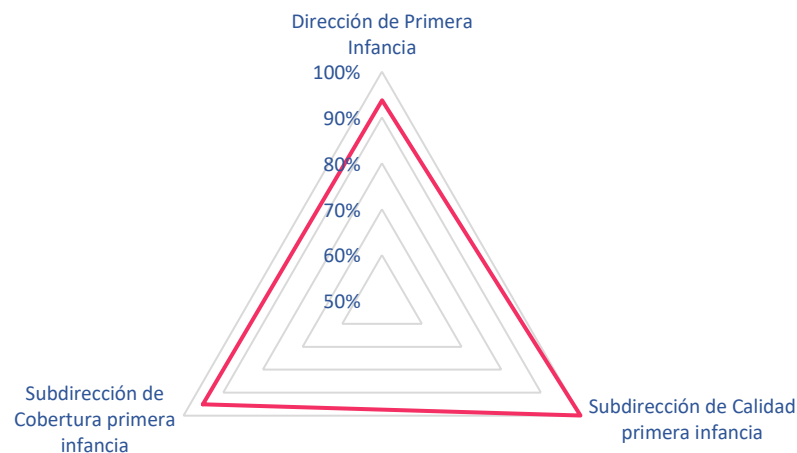 Dirección de Primera
Infancia
100%
90%
80%
70%
60%
50%
Subdirección de
Cobertura primera
infancia
Subdirección de Calidad
primera infancia